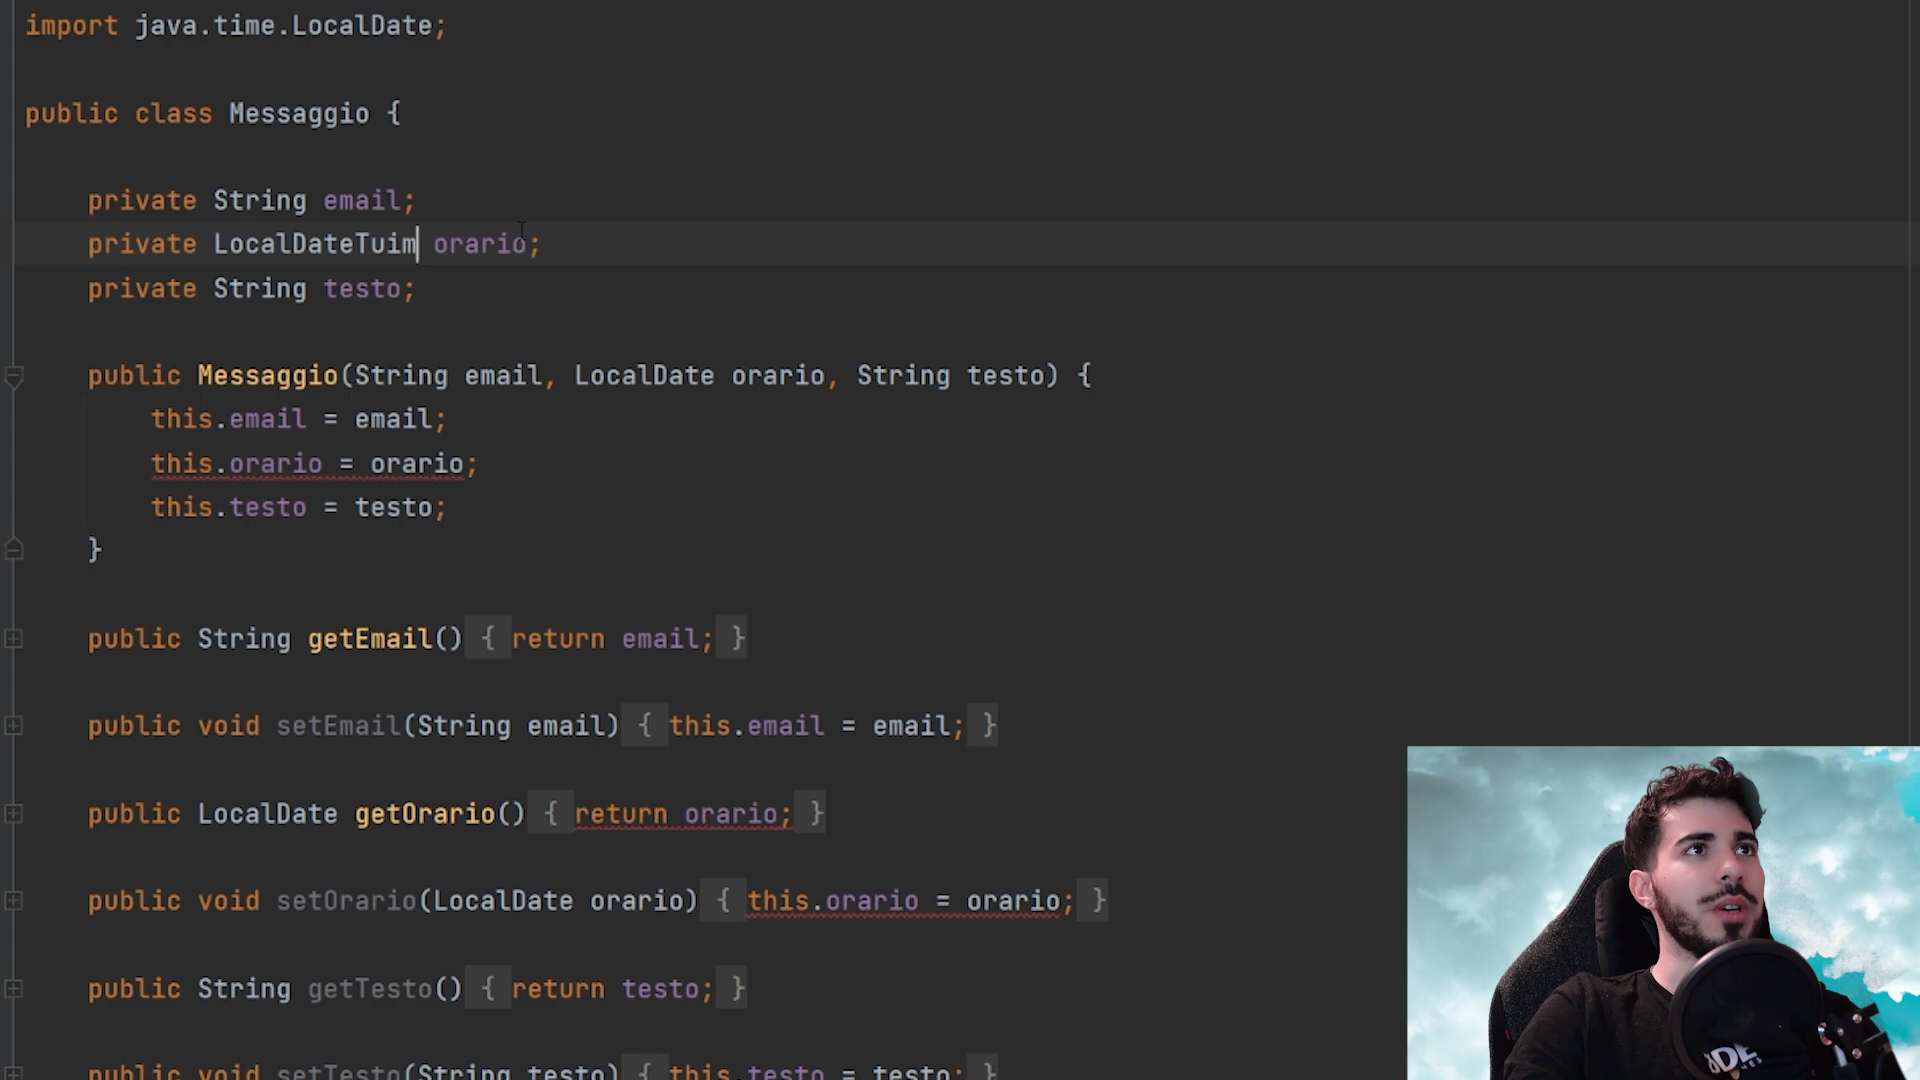 import java.time.LocalDate;
public class Messaggio {
private String email;
private LocalDateTuim orario;
private String testo;
public Messaggio(String email, LocalDate orario, String testo) {
this.email = email;
this.orario = orario;
this.testo = testo;
}
public String getEmail() { return email; }
public void setEmail(String email) { this.email = email; }
public LocalDate getOrario() { return orario; }
public void setOrario(LocalDate orario) { this.orario = orario; }
public String getTesto() { return testo; }
public void setTesto(String testo) { this.testo = testo; }